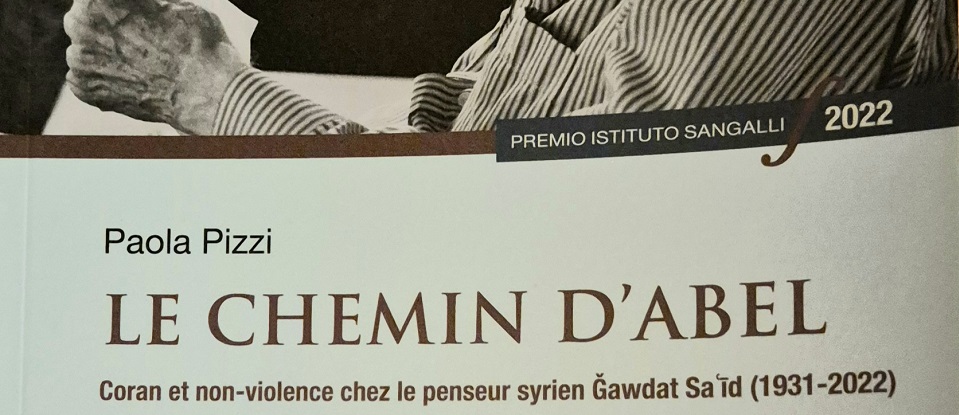 PREMIO ISTITUTO SANGALLI 2022
Paola Pizzi
LE CHEMIN D'ABEL
Coran et non-violence chez le penseur syrien Ǧawdat Saʿīd (1931-2022)